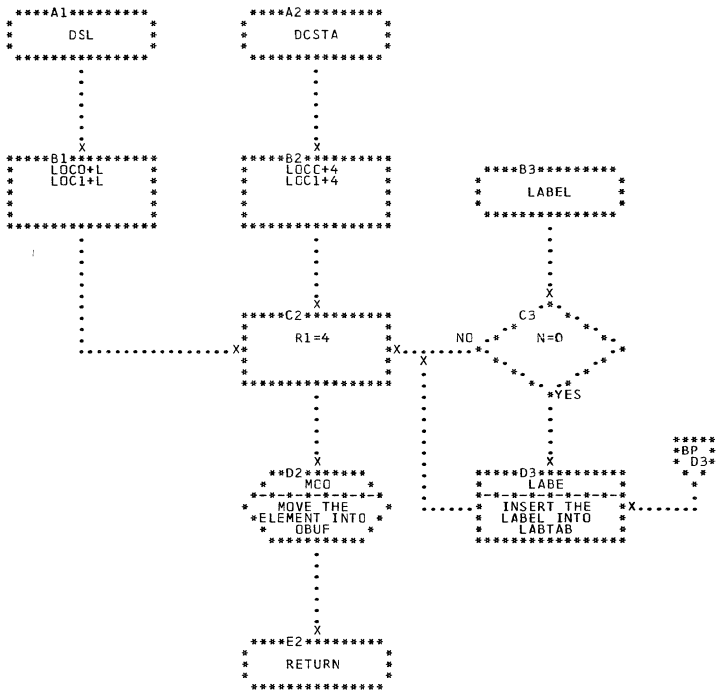 A1
DSL
A2
DCSTA
B1
LOC0+L
LOC1+L
B2
LOCC+4
LOC1+4
B3
LABEL
C2
R1=4
NO
C3
N=0
YES
BP
D3
D2
MCO
MOVE THE
ELEMENT INTO
OBUF
D3
LABE
INSERT THE
LABEL INTO
LABTAB
E2
RETURN